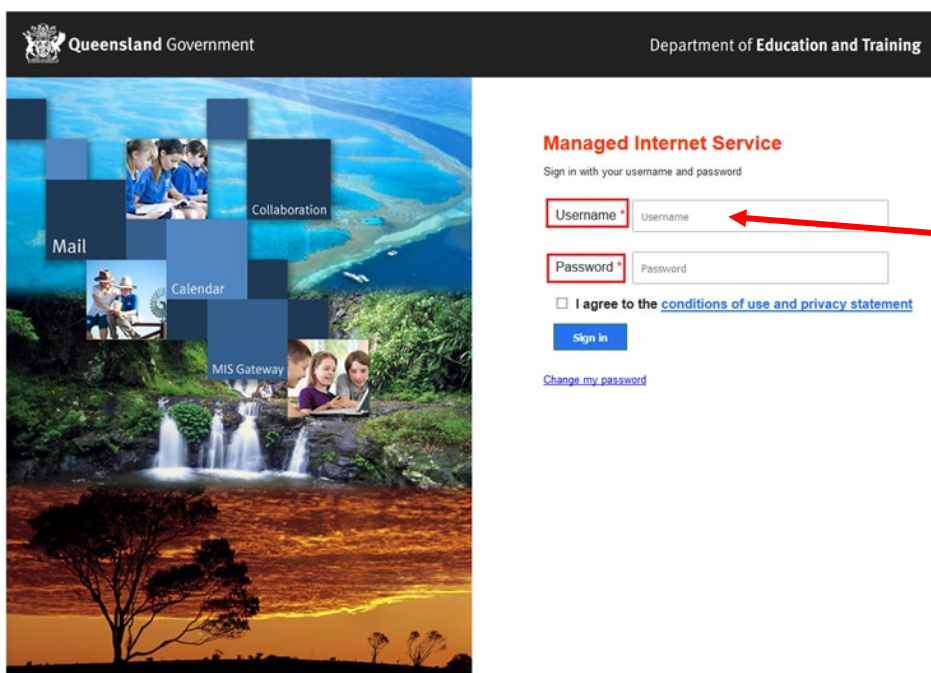 Queensland Government
Department of Education and Training
Mail
Collaboration
Calendar
MIS Gateway
Managed Internet Service
Sign in with your username and password
Username * Username
Password * Password
I agree to the conditions of use and privacy statement
Sign in
Change my password